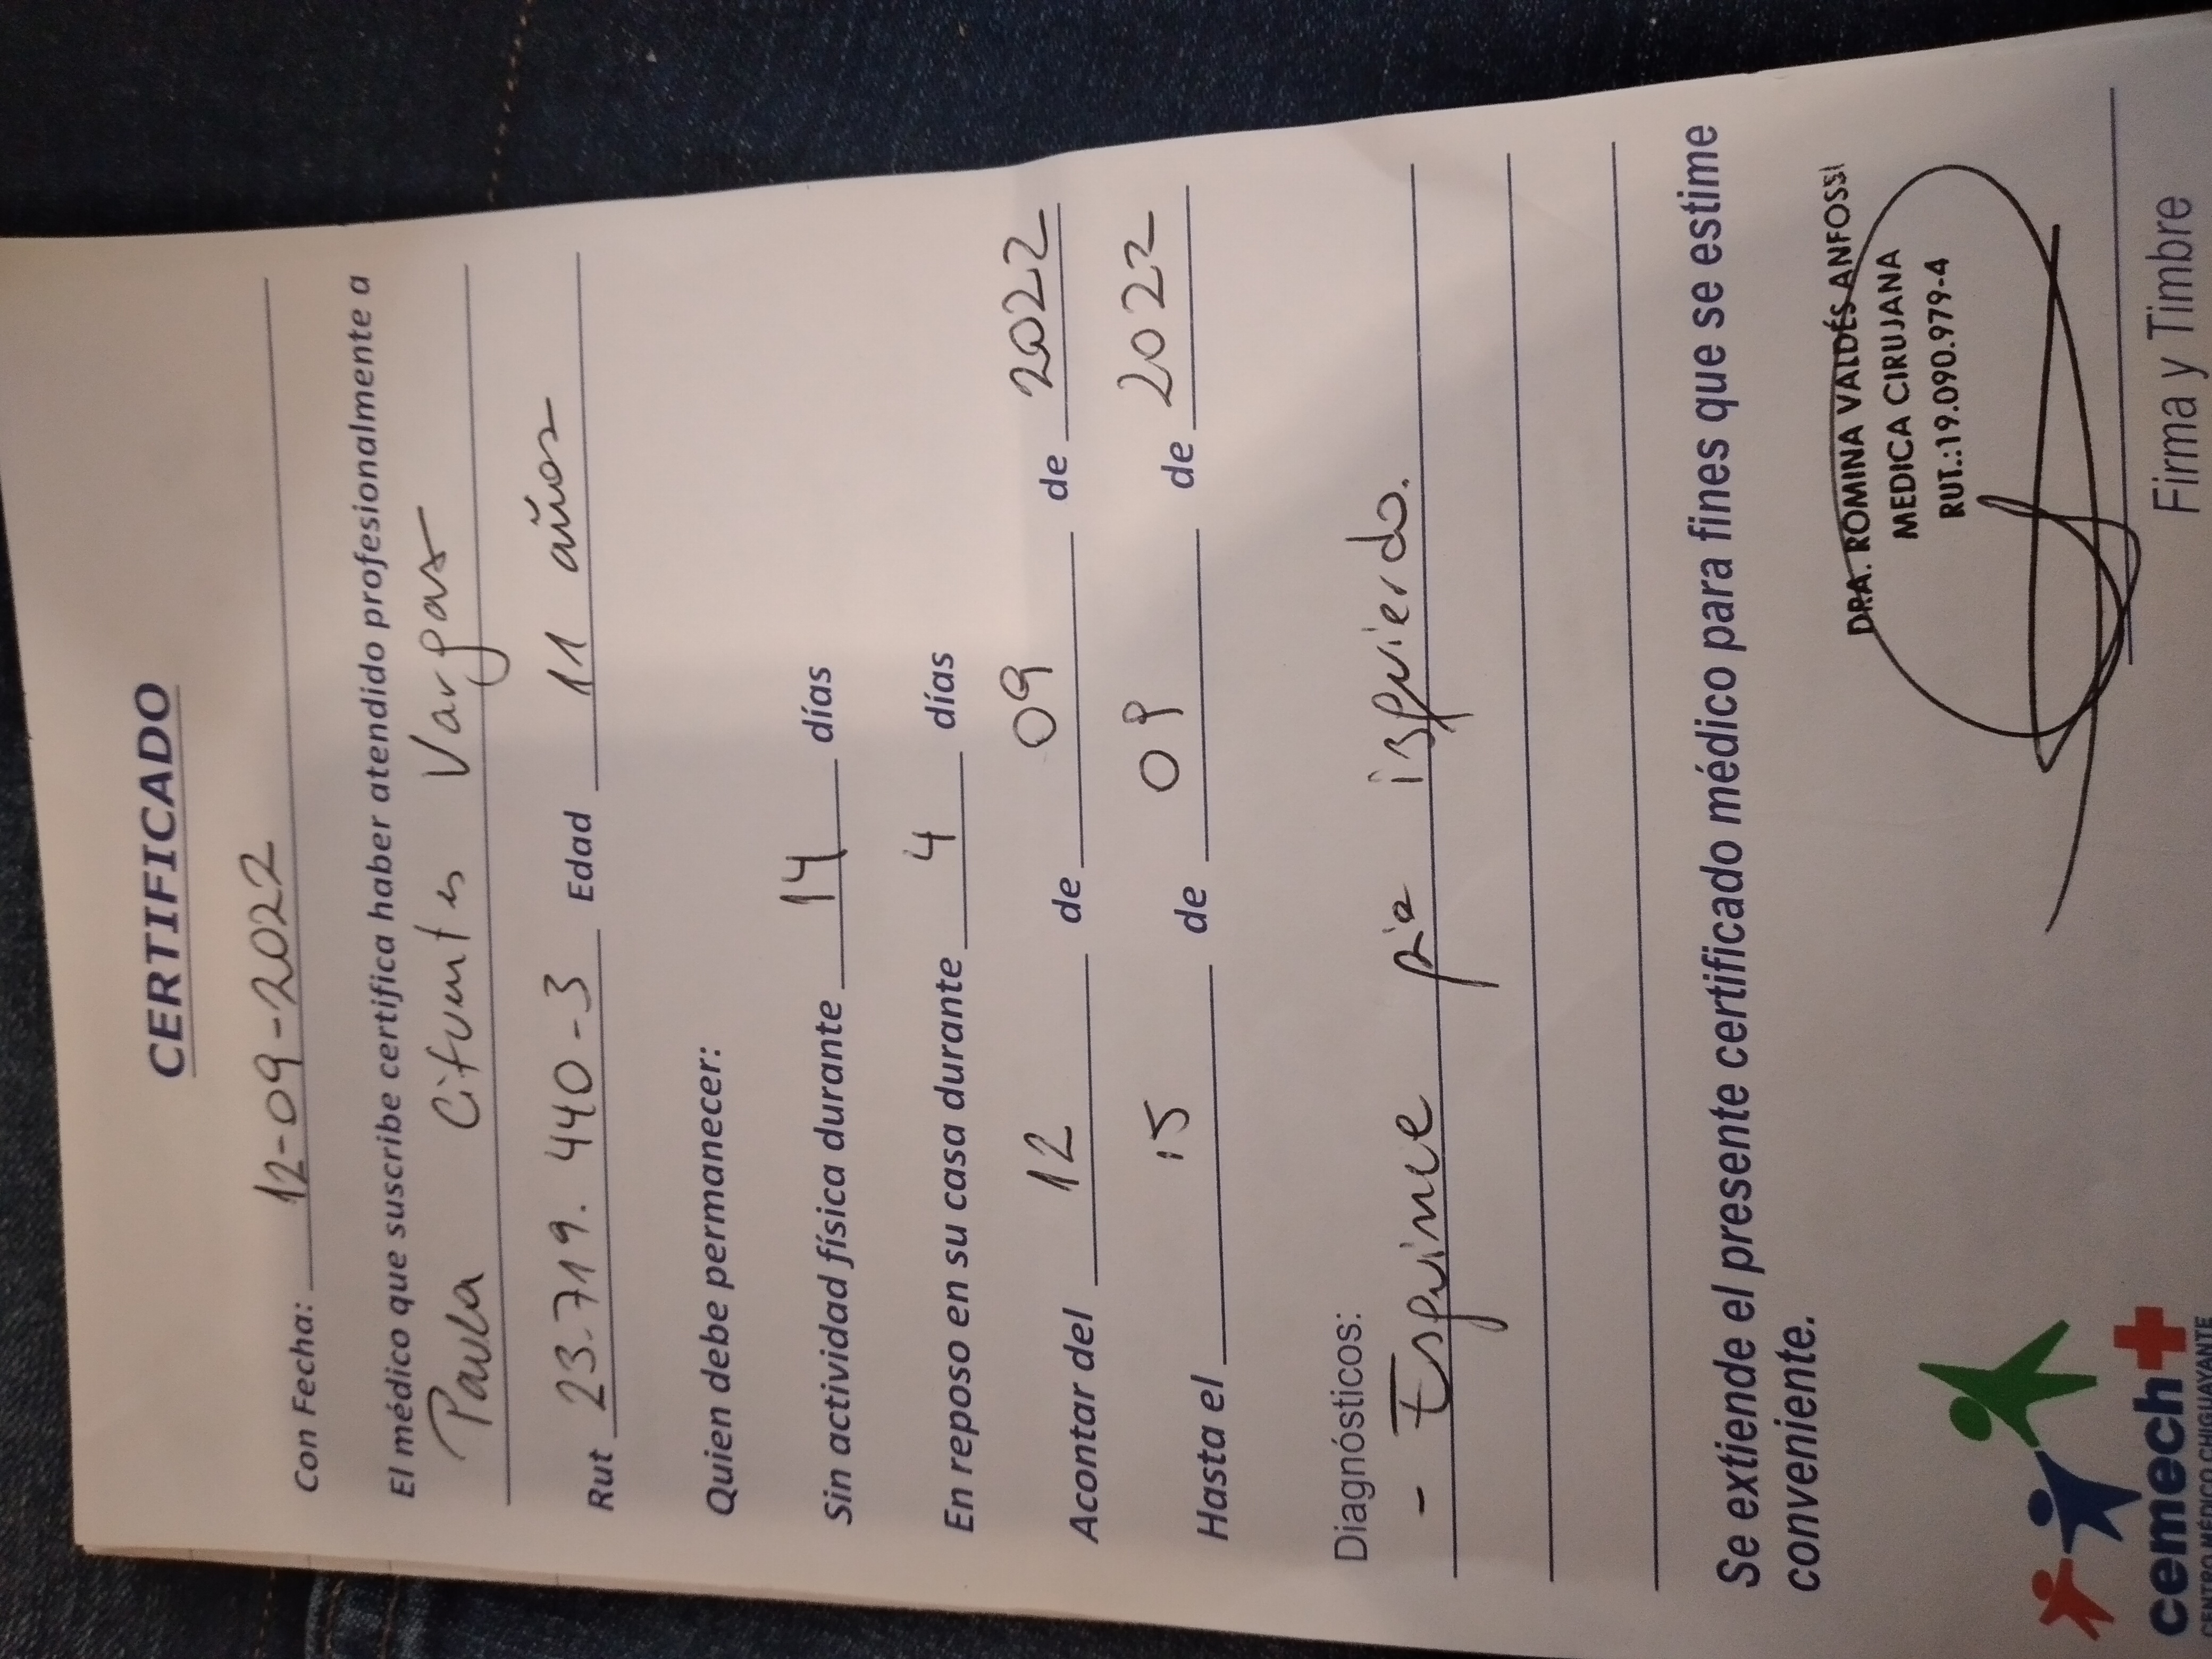 CERTIFICADO
Con Fecha: 12-09-2022
El médico que suscribe certifica haber atendido profesionalmente a
Paula Cifuentes Vargas
Rut 23.719.440-3 Edad 11 años
Quien debe permanecer:
Sin actividad física durante 14 días
En reposo en su casa durante 4 días
Acontar del 12 de 09 de 2022
Hasta el 15 de 09 de 2022
Diagnósticos:
- Esguince pie izquierdo.
Se extiende el presente certificado médico para fines que se estime
conveniente.
DRA. ROMINA VALDÉS ANFOSSI
MEDICA CIRUJANA
RUT.:19.090.979-4
Firma y Timbre
cemech
CENTRO MÉDICO CHIGUAYANTE